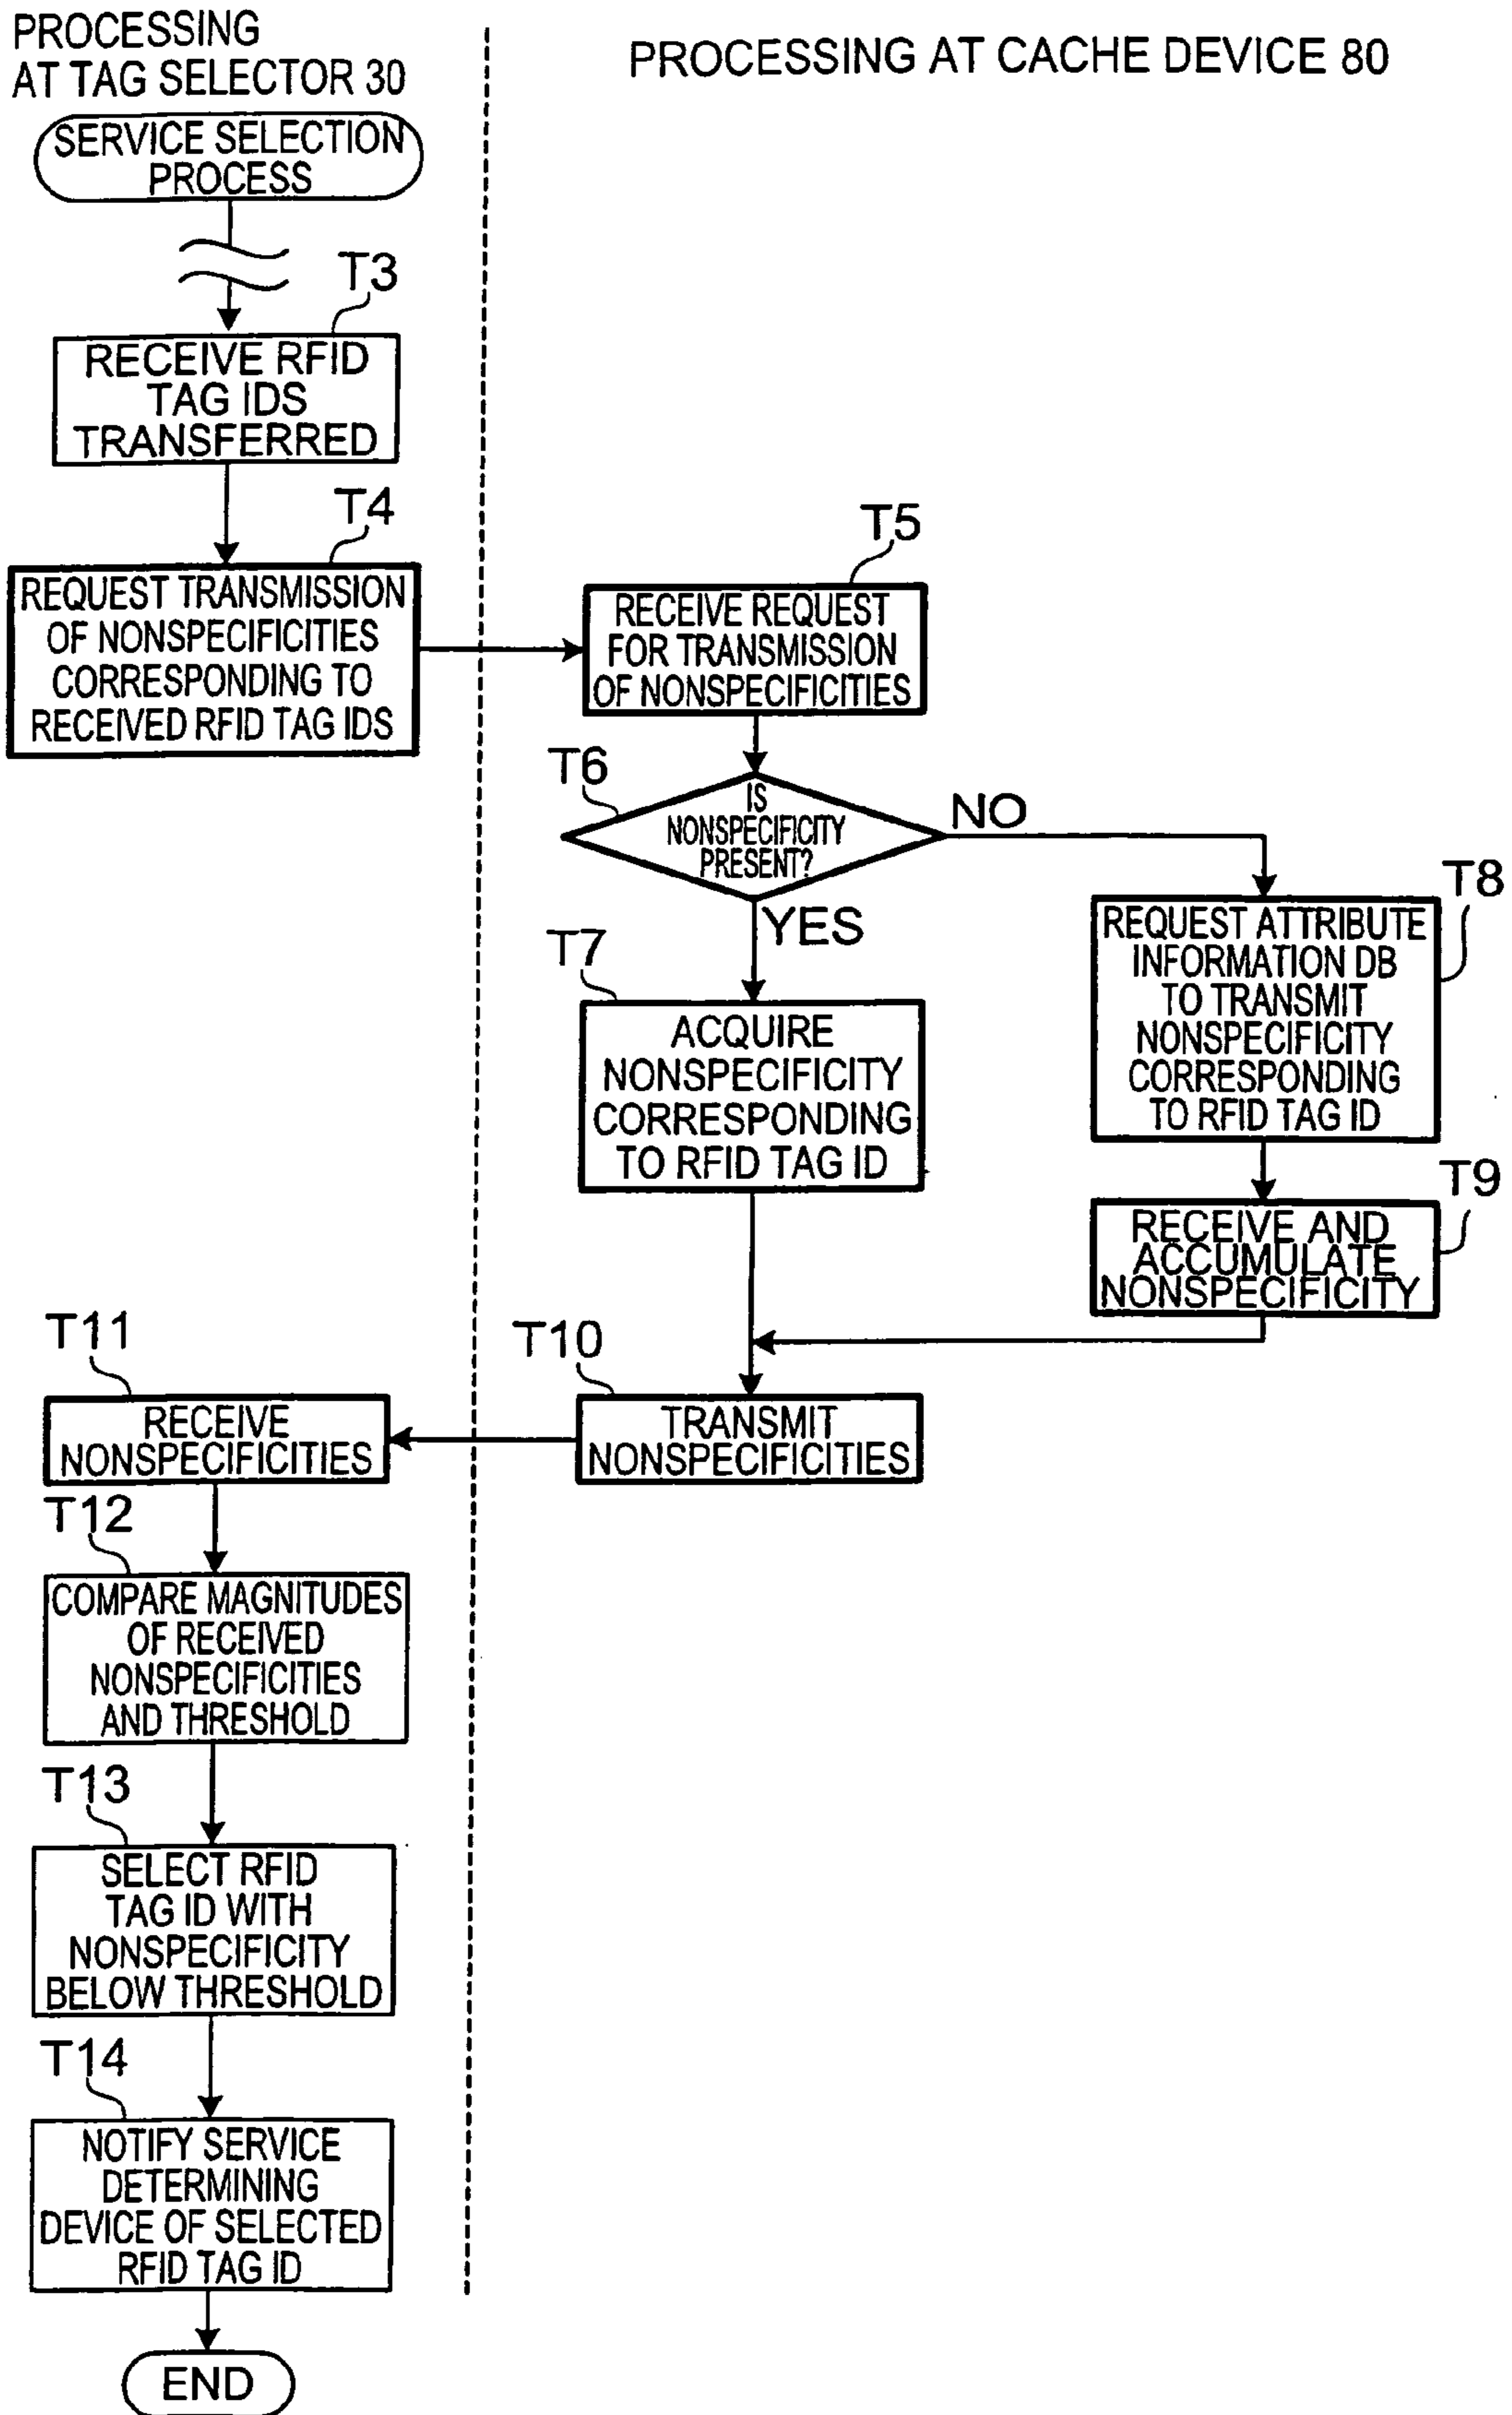 PROCESSING
AT TAG SELECTOR 30
PROCESSING AT CACHE DEVICE 80
SERVICE SELECTION
PROCESS
T3
RECEIVE RFID
TAG IDS
TRANSFERRED
T4
REQUEST TRANSMISSION
OF NONSPECIFICITIES
CORRESPONDING TO
RECEIVED RFID TAG IDS
T5
RECEIVE REQUEST
FOR TRANSMISSION
OF NONSPECIFICITIES
T6
IS
NONSPECIFICITY
PRESENT?
NO
YES
T7
ACQUIRE
NONSPECIFICITY
CORRESPONDING
TO RFID TAG ID
T8
REQUEST ATTRIBUTE
INFORMATION DB
TO TRANSMIT
NONSPECIFICITY
CORRESPONDING
TO RFID TAG ID
T9
RECEIVE AND
ACCUMULATE
NONSPECIFICITY
T10
TRANSMIT
NONSPECIFICITIES
T11
RECEIVE
NONSPECIFICITIES
T12
COMPARE MAGNITUDES
OF RECEIVED
NONSPECIFICITIES
AND THRESHOLD
T13
SELECT RFID
TAG ID WITH
NONSPECIFICITY
BELOW THRESHOLD
T14
NOTIFY SERVICE
DETERMINING
DEVICE OF SELECTED
RFID TAG ID
END